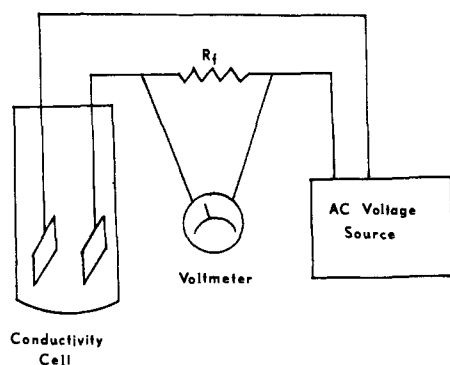 Rf
AC Voltage
Source
Voltmeter
Conductivity
Cell